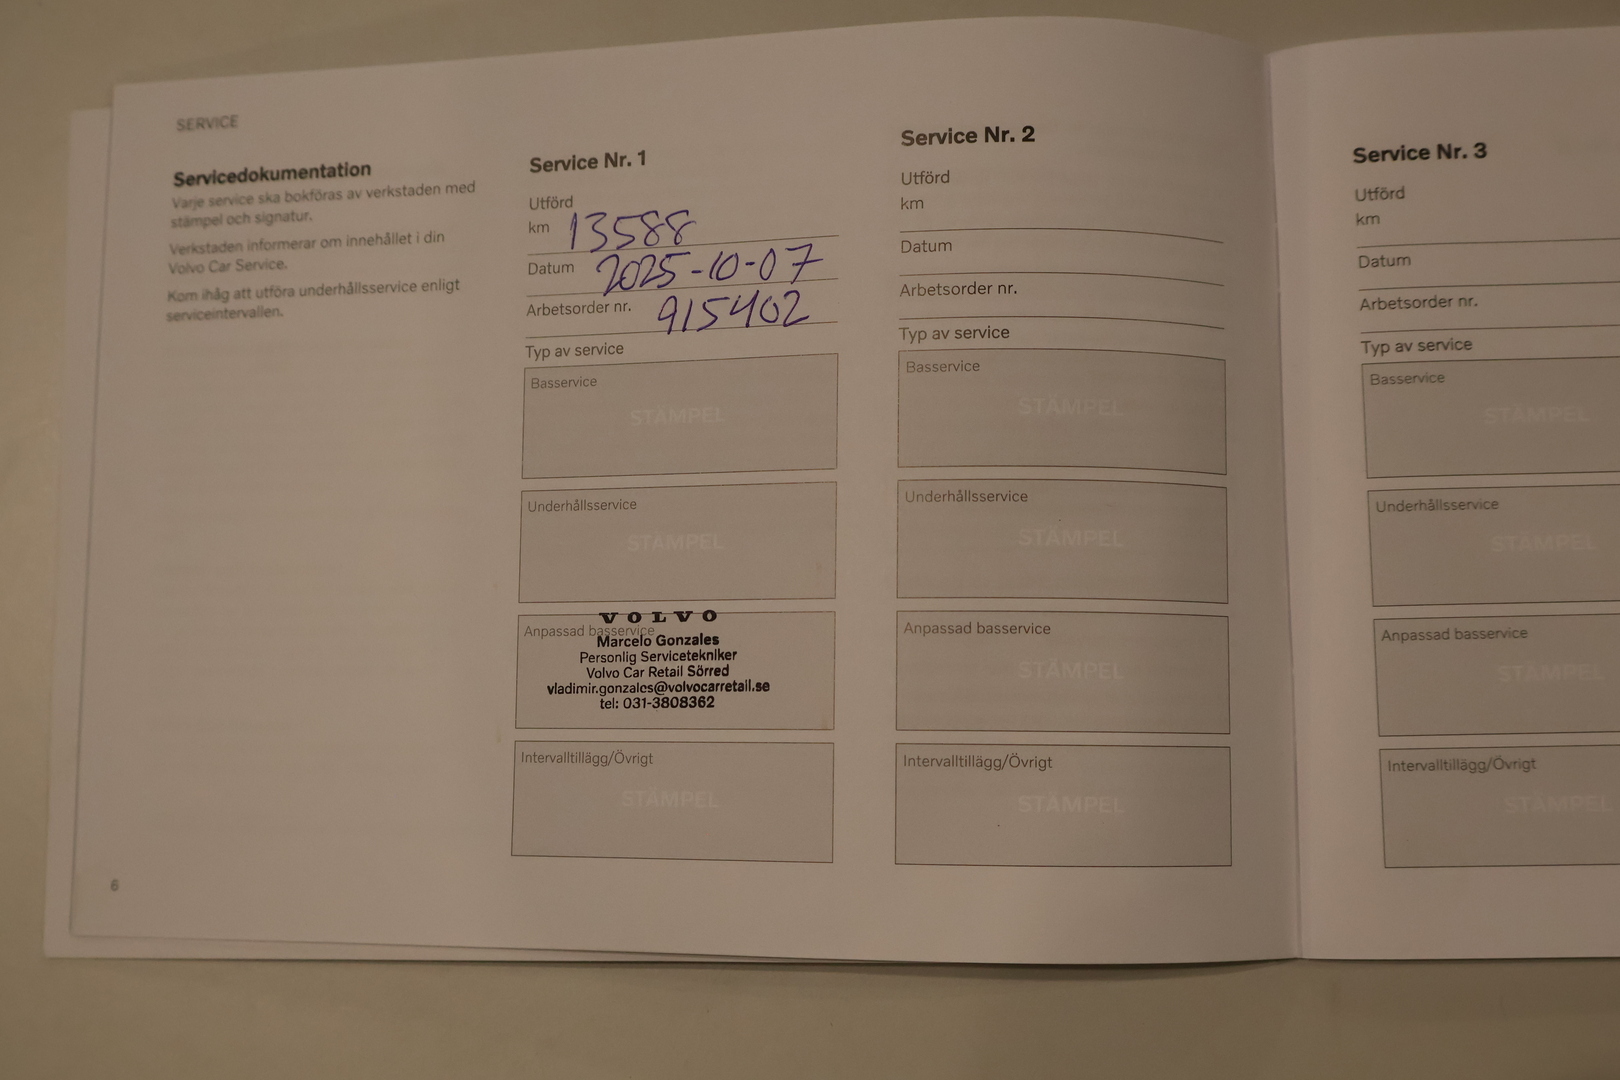 SERVICE
Servicedokumentation
Varje service ska bokföras av verkstaden med
stämpel och signatur.
Verkstaden informerar om innehållet i din
Volvo Car Service.
Kom ihåg att utföra underhållsservice enligt
serviceintervallen.
6
Service Nr. 1
Utförd
km 13588
Datum 2025-10-07
Arbetsorder nr. 915402
Typ av service
Basservice
STÄMPEL
Underhållsservice
STÄMPEL
VOLVO
Anpassad basservice
Marcelo Gonzales
Personlig Servicetekniker
Volvo Car Retail Sörred
vladimir.gonzales@volvocarretail.se
tel: 031-3808362
Intervalltillägg/Övrigt
STÄMPEL
Service Nr. 2
Utförd
km
Datum
Arbetsorder nr.
Typ av service
Basservice
STÄMPEL
Underhållsservice
STÄMPEL
Anpassad basservice
STÄMPEL
Intervalltillägg/Övrigt
STÄMPEL
Service Nr. 3
Utförd
km
Datum
Arbetsorder nr.
Typ av service
Basservice
STÄMPEL
Underhållsservice
STÄMPEL
Anpassad basservice
STÄMPEL
Intervalltillägg/Övrigt
STÄMPEL